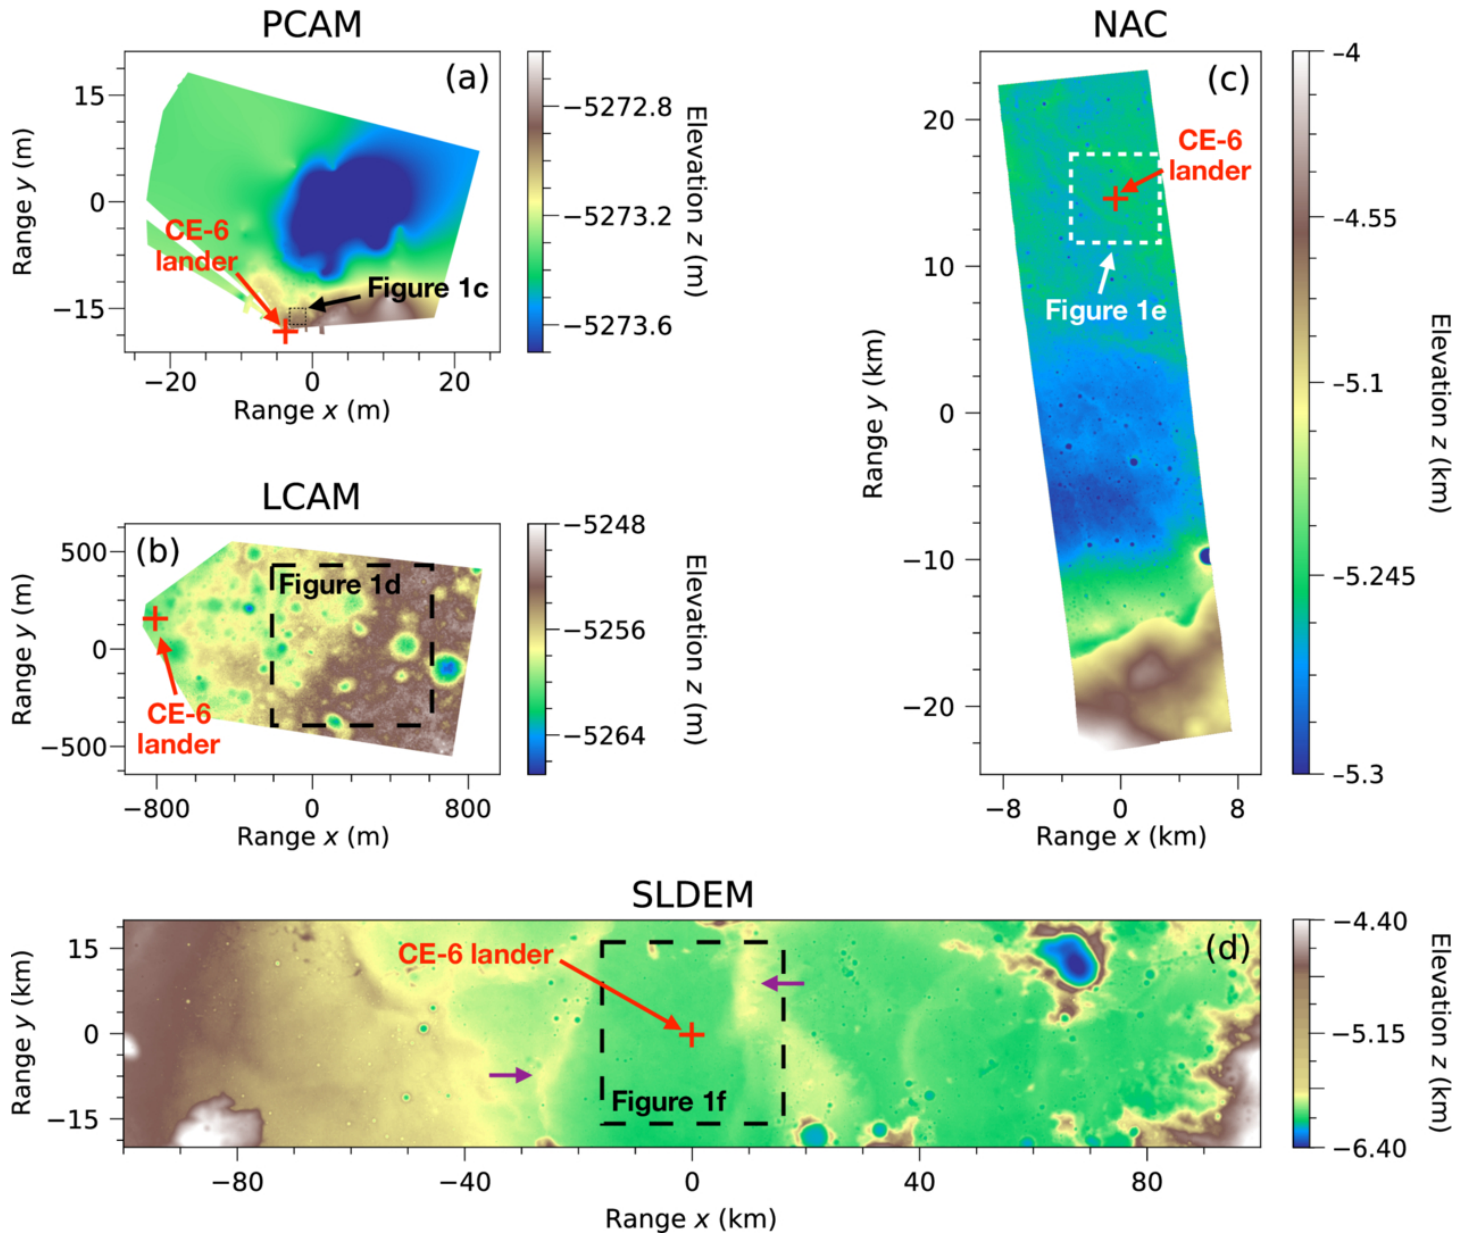 PCAM
(a)
15
0
−15
−20
0
20
Range y (m)
Range x (m)
CE-6
lander
Figure 1c
−5272.8
−5273.2
−5273.6
Elevation z (m)
NAC
(c)
20
10
0
−10
−20
−8
0
8
Range y (km)
Range x (km)
CE-6
lander
Figure 1e
−4
−4.55
−5.1
−5.245
−5.3
Elevation z (km)
LCAM
(b)
500
0
−500
−800
0
800
Range y (m)
Range x (m)
Figure 1d
CE-6
lander
−5248
−5256
−5264
Elevation z (m)
SLDEM
(d)
15
0
−15
−80
−40
0
40
80
Range y (km)
Range x (km)
CE-6 lander
Figure 1f
−4.40
−5.15
−6.40
Elevation z (km)